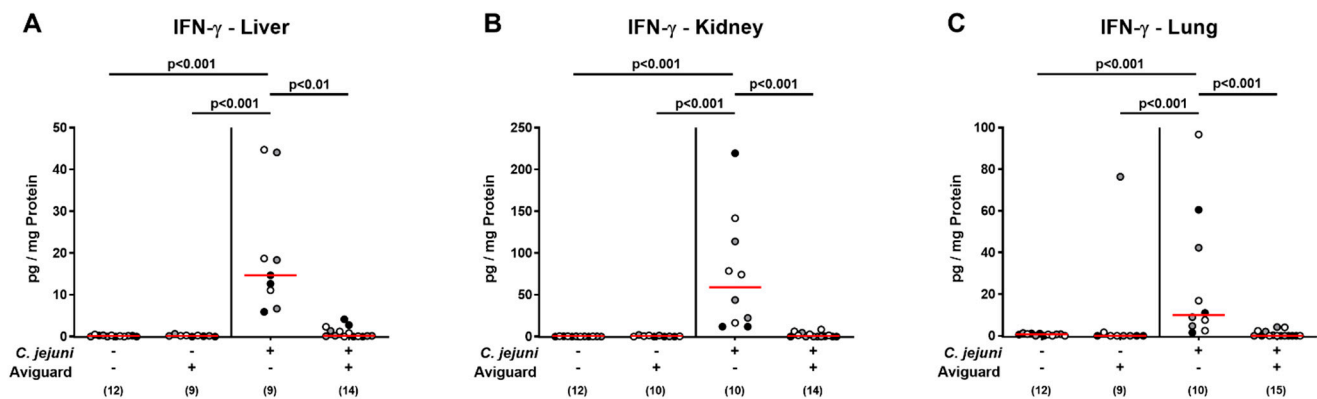 A IFN-γ - Liver
p<0.001
p<0.01
p<0.001
50
40
30
20
10
0
pg / mg Protein
C. jejuni - - + +
Aviguard - + - +
(12) (9) (9) (14)
B IFN-γ - Kidney
p<0.001
p<0.001
p<0.001
250
200
150
100
50
0
pg / mg Protein
C. jejuni - - + +
Aviguard - + - +
(12) (10) (10) (14)
C IFN-γ - Lung
p<0.001
p<0.001
p<0.001
100
80
60
40
20
0
pg / mg Protein
C. jejuni - - + +
Aviguard - + - +
(12) (9) (10) (15)